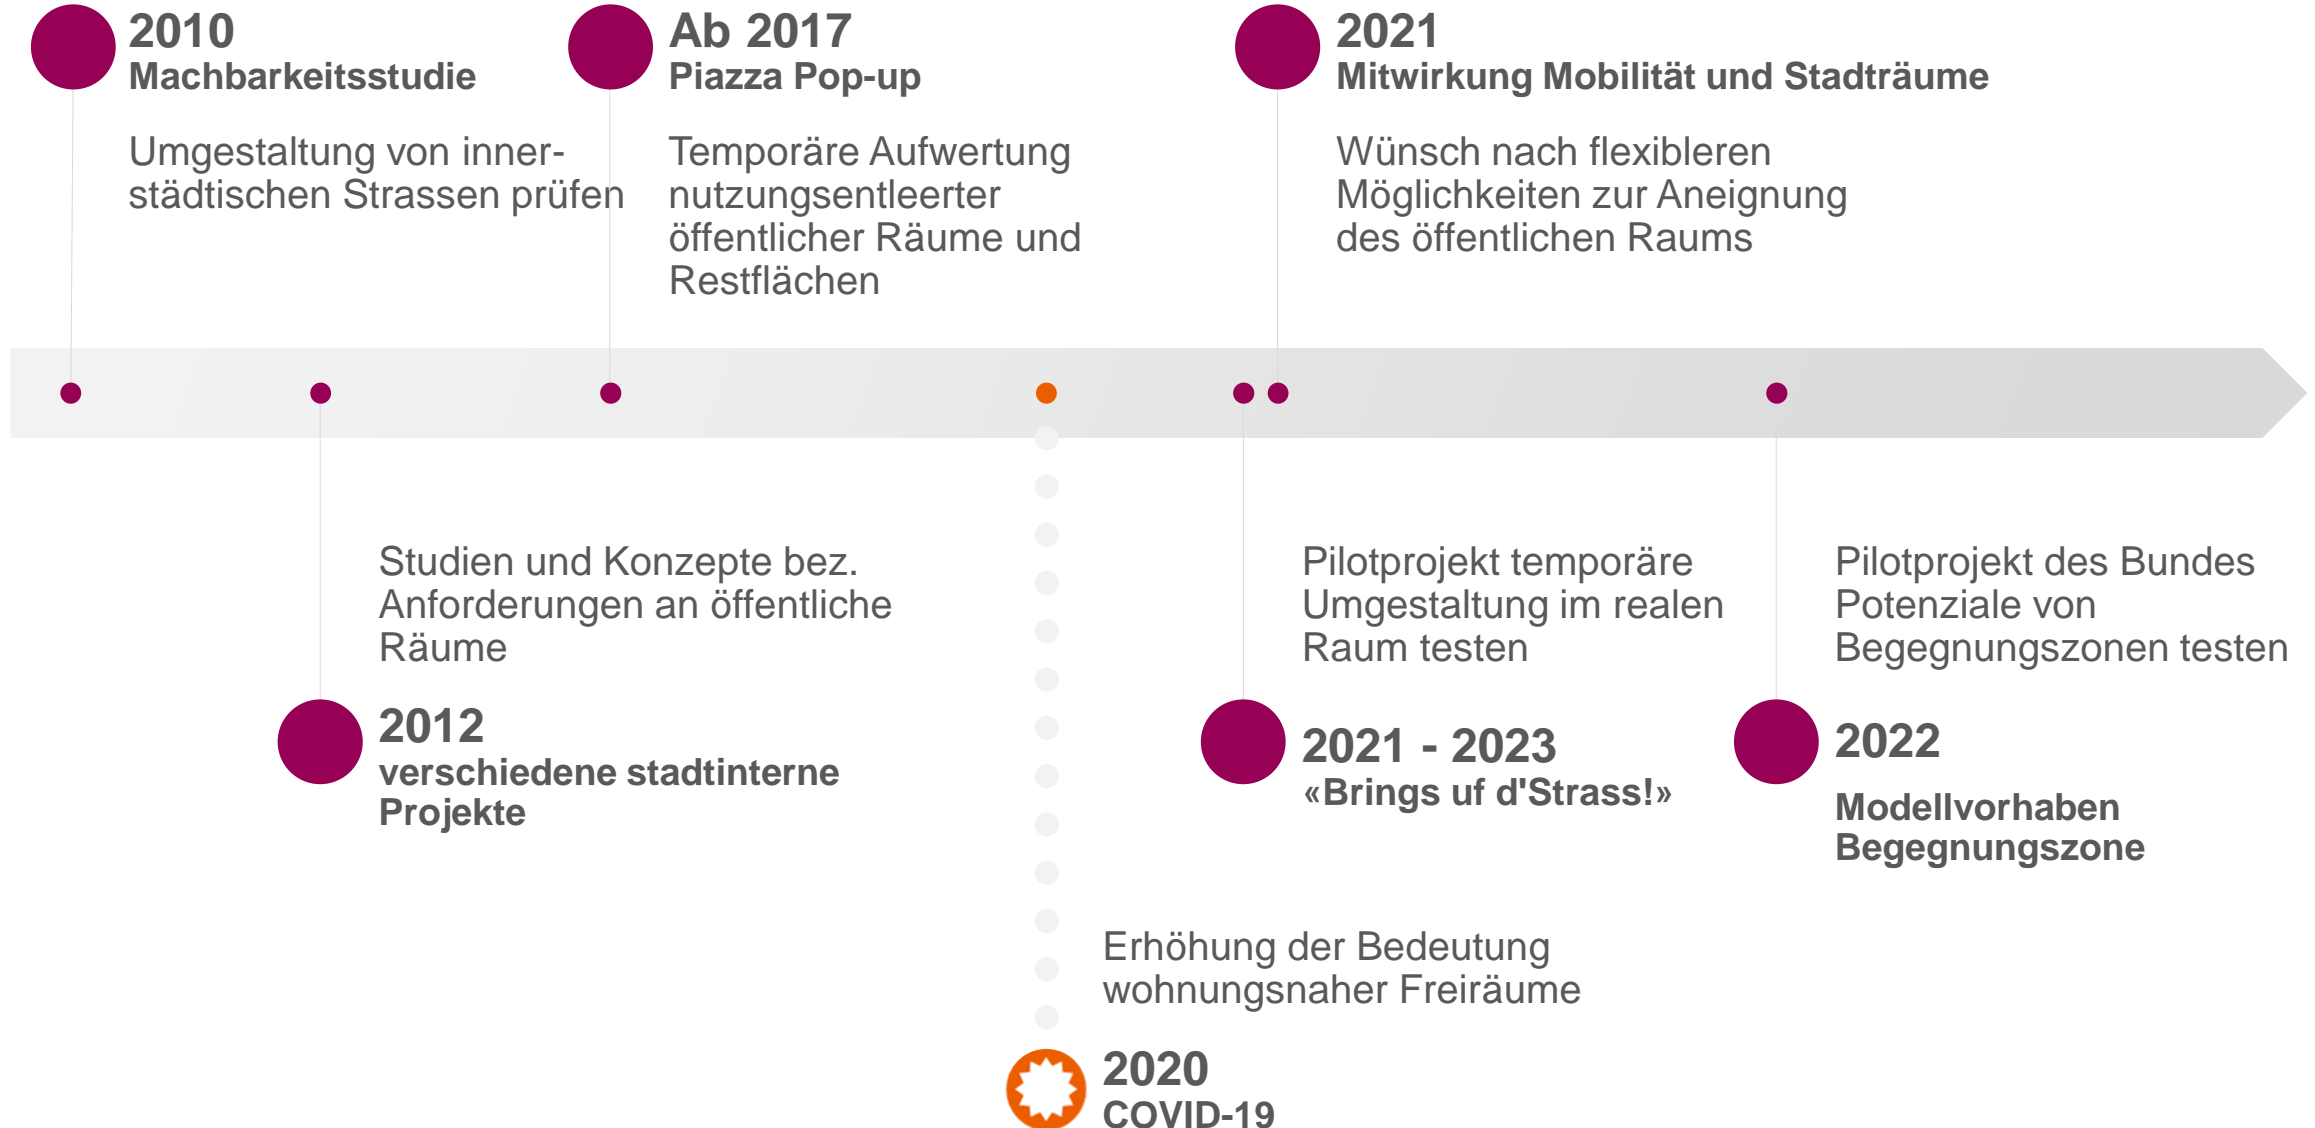 2010
Machbarkeitsstudie
Umgestaltung von inner-
städtischen Strassen prüfen
Ab 2017
Piazza Pop-up
Temporäre Aufwertung
nutzungsentleerter
öffentlicher Räume und
Restflächen
2021
Mitwirkung Mobilität und Stadträume
Wünsch nach flexibleren
Möglichkeiten zur Aneignung
des öffentlichen Raums
Studien und Konzepte bez.
Anforderungen an öffentliche
Räume
2012
verschiedene stadtinterne
Projekte
Pilotprojekt temporäre
Umgestaltung im realen
Raum testen
2021 - 2023
«Brings uf d'Strass!»
Pilotprojekt des Bundes
Potenziale von
Begegnungszonen testen
2022
Modellvorhaben
Begegnungszone
Erhöhung der Bedeutung
wohnungsnaher Freiräume
2020
COVID-19